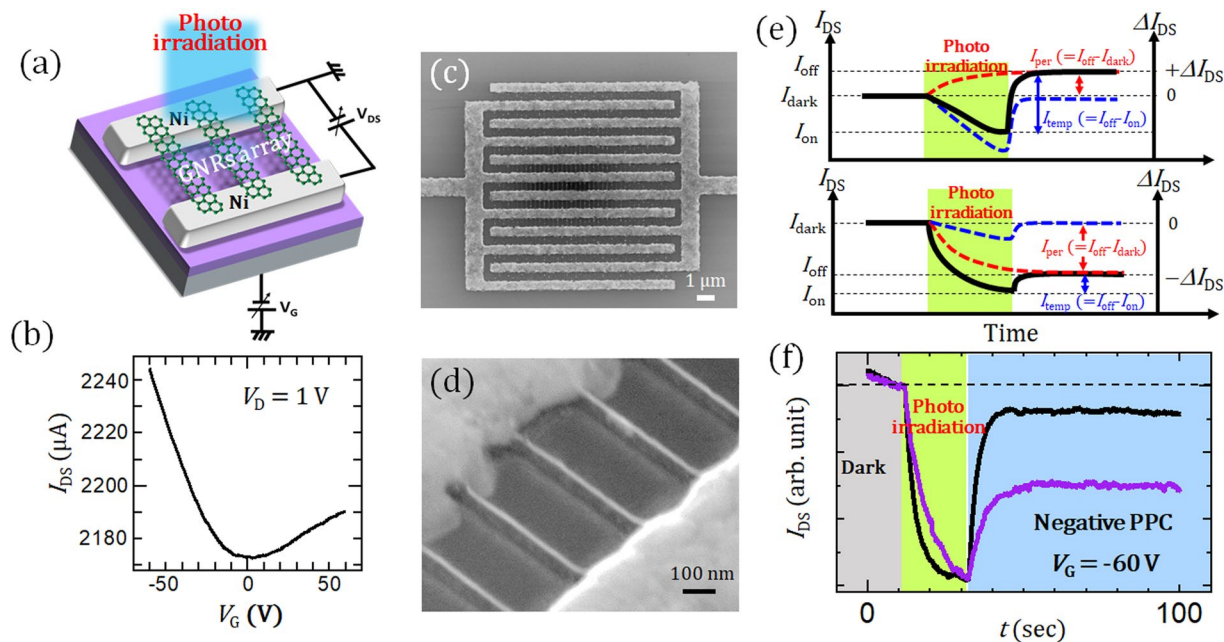 (a)
Photo
irradiation
Ni
GNRs array
Ni
V_DS
V_G
(b)
2240
2220
2200
2180
I_DS (μA)
V_D = 1 V
-60
0
60
V_G (V)
(c)
1 μm
(d)
100 nm
(e)
I_DS
ΔI_DS
Photo
irradiation
I_off
I_dark
I_on
I_per (=I_off-I_dark)
I_temp (=I_off-I_on)
+ΔI_DS
0
I_DS
ΔI_DS
Photo
irradiation
I_dark
I_off
I_on
I_per (=I_off-I_dark)
I_temp (=I_off-I_on)
0
-ΔI_DS
Time
(f)
I_DS (arb. unit)
Dark
Photo
irradiation
Negative PPC
V_G = -60 V
0
100
t (sec)